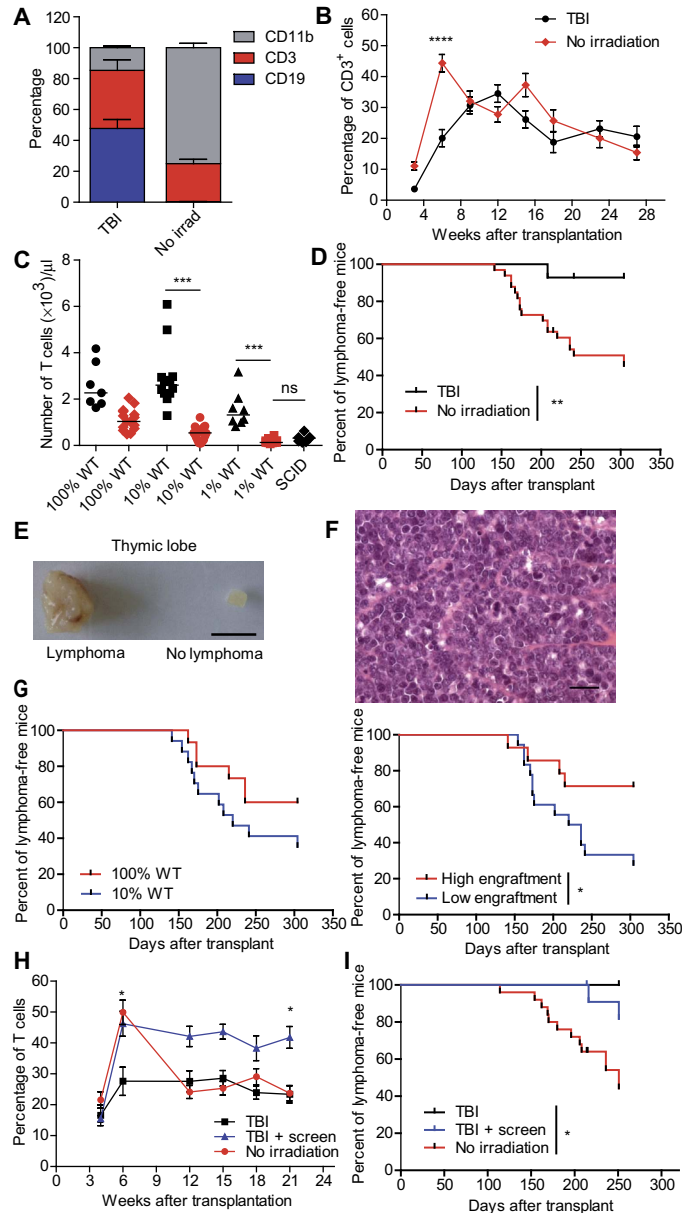 A
100
80
60
40
20
0
Percentage
CD11b
CD3
CD19
TBI
No irrad
B
TBI
No irradiation
****
60
50
40
30
20
10
0
Percentage of CD3+ cells
0 4 8 12 16 20 24 28
Weeks after transplantation
C
Number of T cells (×10³)/µl
8
6
4
2
0
***
***
ns
100% WT
100% WT
10% WT
10% WT
1% WT
1% WT
SCID
D
Percent of lymphoma-free mice
100
80
60
40
20
0
TBI
No irradiation
**
0 50 100 150 200 250 300 350
Days after transplant
E
Thymic lobe
Lymphoma
No lymphoma
F
G
Percent of lymphoma-free mice
100
80
60
40
20
0
100% WT
10% WT
0 50 100 150 200 250 300 350
Days after transplant
Percent of lymphoma-free mice
100
80
60
40
20
0
High engraftment
Low engraftment
*
0 50 100 150 200 250 300 350
Days after transplant
H
Percentage of T cells
60
50
40
30
20
10
0
*
*
TBI
TBI + screen
No irradiation
0 3 6 9 12 15 18 21 24
Weeks after transplantation
I
Percent of lymphoma-free mice
100
80
60
40
20
0
TBI
TBI + screen
No irradiation
*
0 50 100 150 200 250 300
Days after transplant